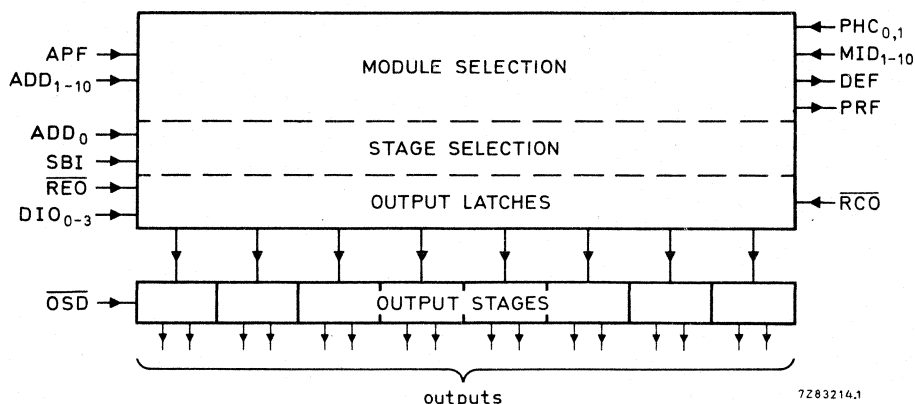 PHC0,1
APF
MID1-10
MODULE SELECTION
ADD1-10
DEF
PRF
ADD0
STAGE SELECTION
SBI
REO
OUTPUT LATCHES
RCO
DIO0-3
OSD
OUTPUT STAGES
outputs
7Z83214.1